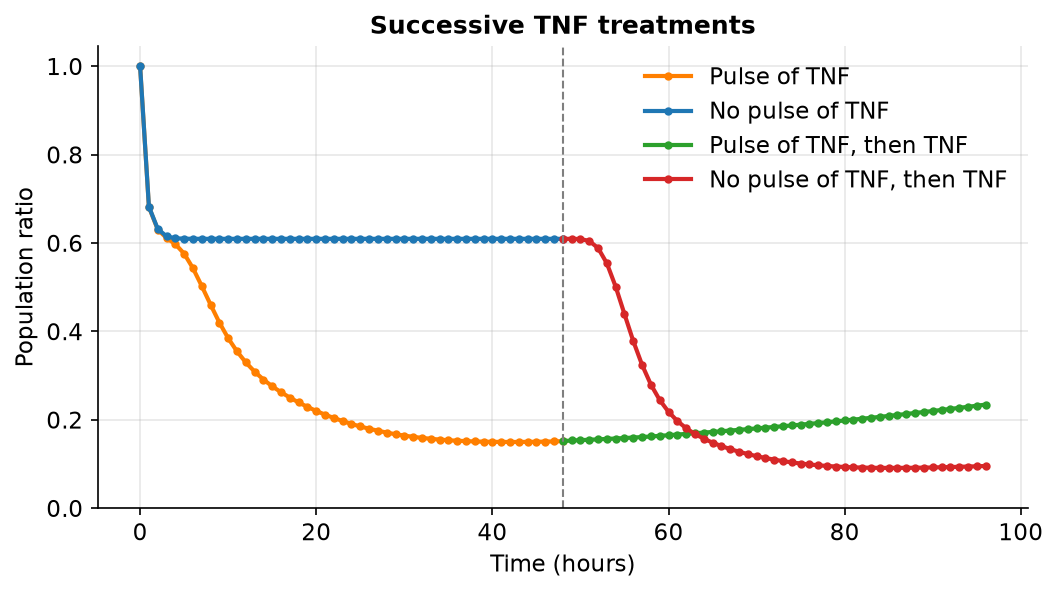 Successive TNF treatments
Pulse of TNF
No pulse of TNF
Pulse of TNF, then TNF
No pulse of TNF, then TNF
Population ratio
1.0
0.8
0.6
0.4
0.2
0.0
0 20 40 60 80 100
Time (hours)